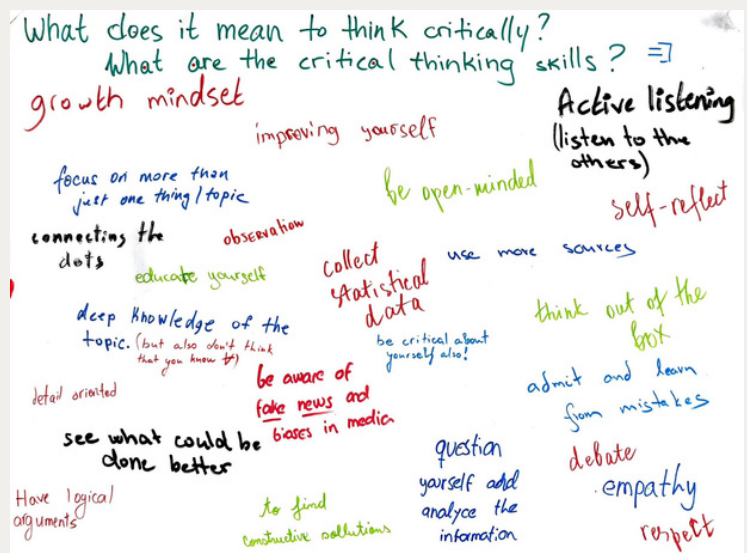 What does it mean to think critically?
What are the critical thinking skills?
growth mindset
Active listening
(listen to the
others)
improving yourself
focus on more than
just one thing/topic
be open-minded
self-reflect
connecting the
dots
observation
educate yourself
collect
statistical
data
use more sources
deep knowledge of the
topic. (but also don't think
that you know it)
be critical about
yourself also!
think out of the
box
detail oriented
be aware of
fake news and
biases in media
admit and learn
from mistakes
see what could be
done better
question
yourself and
analyce the
information
debate
empathy
respect
Have logical
arguments
to find
constructive sollutions